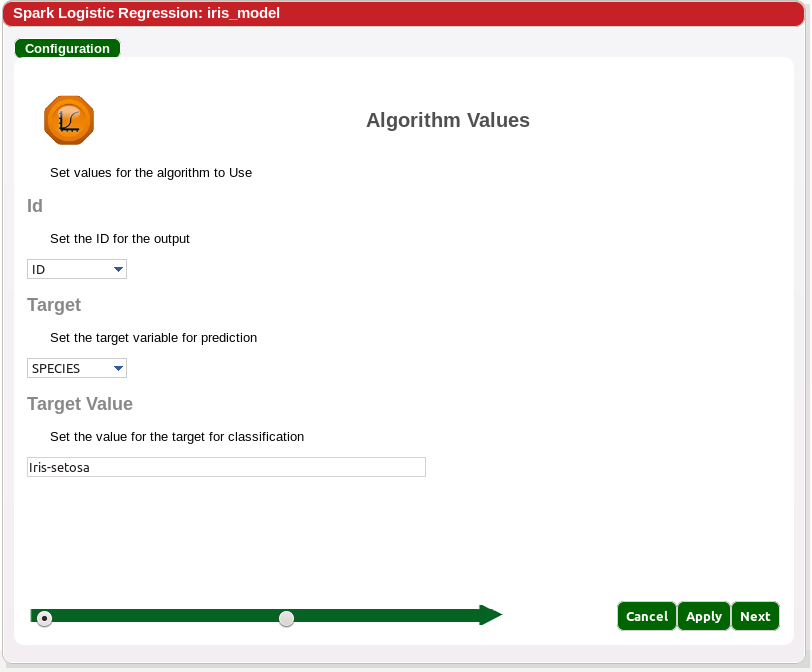 Spark Logistic Regression: iris_model
Configuration
Algorithm Values
Set values for the algorithm to Use
Id
Set the ID for the output
ID
Target
Set the target variable for prediction
SPECIES
Target Value
Set the value for the target for classification
Iris-setosa
Cancel Apply Next